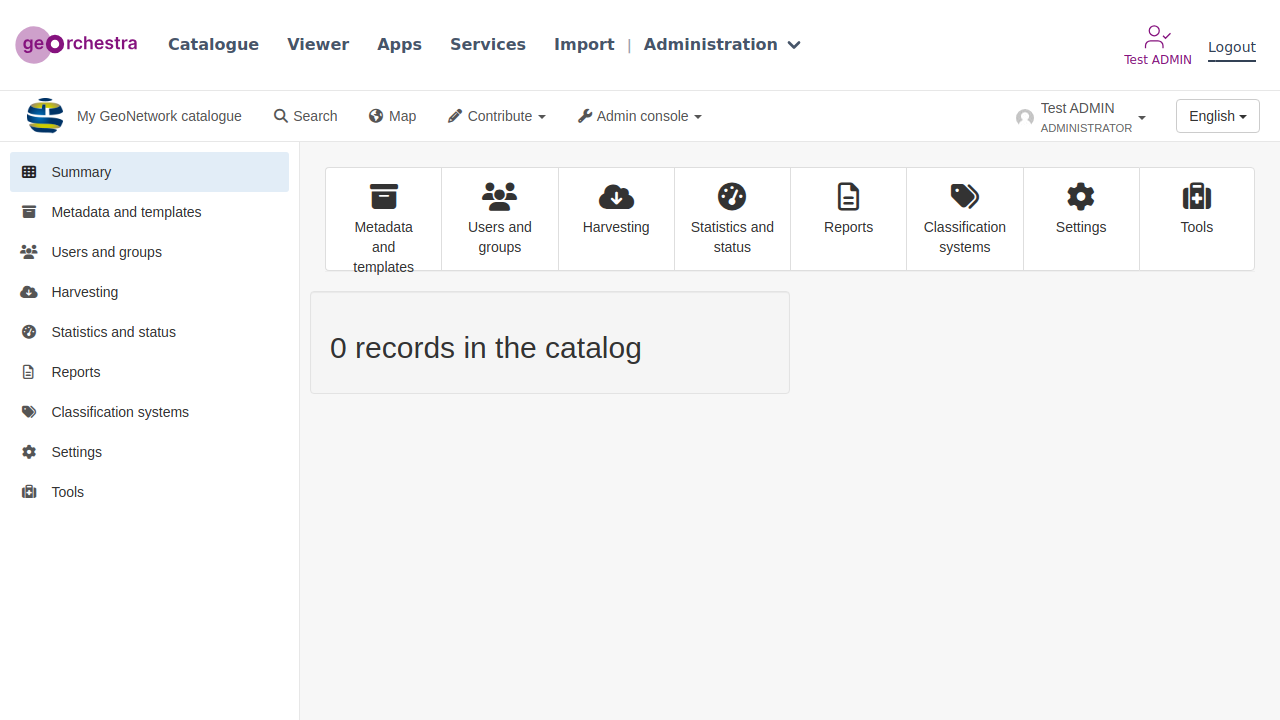 georchestra
Catalogue Viewer Apps Services Import | Administration
Test ADMIN
Logout
My GeoNetwork catalogue Search Map Contribute Admin console
Test ADMIN
ADMINISTRATOR
English
Summary
Metadata and templates
Users and groups
Harvesting
Statistics and status
Reports
Classification systems
Settings
Tools
Metadata
and
templates
Users and
groups
Harvesting
Statistics and
status
Reports
Classification
systems
Settings
Tools
0 records in the catalog